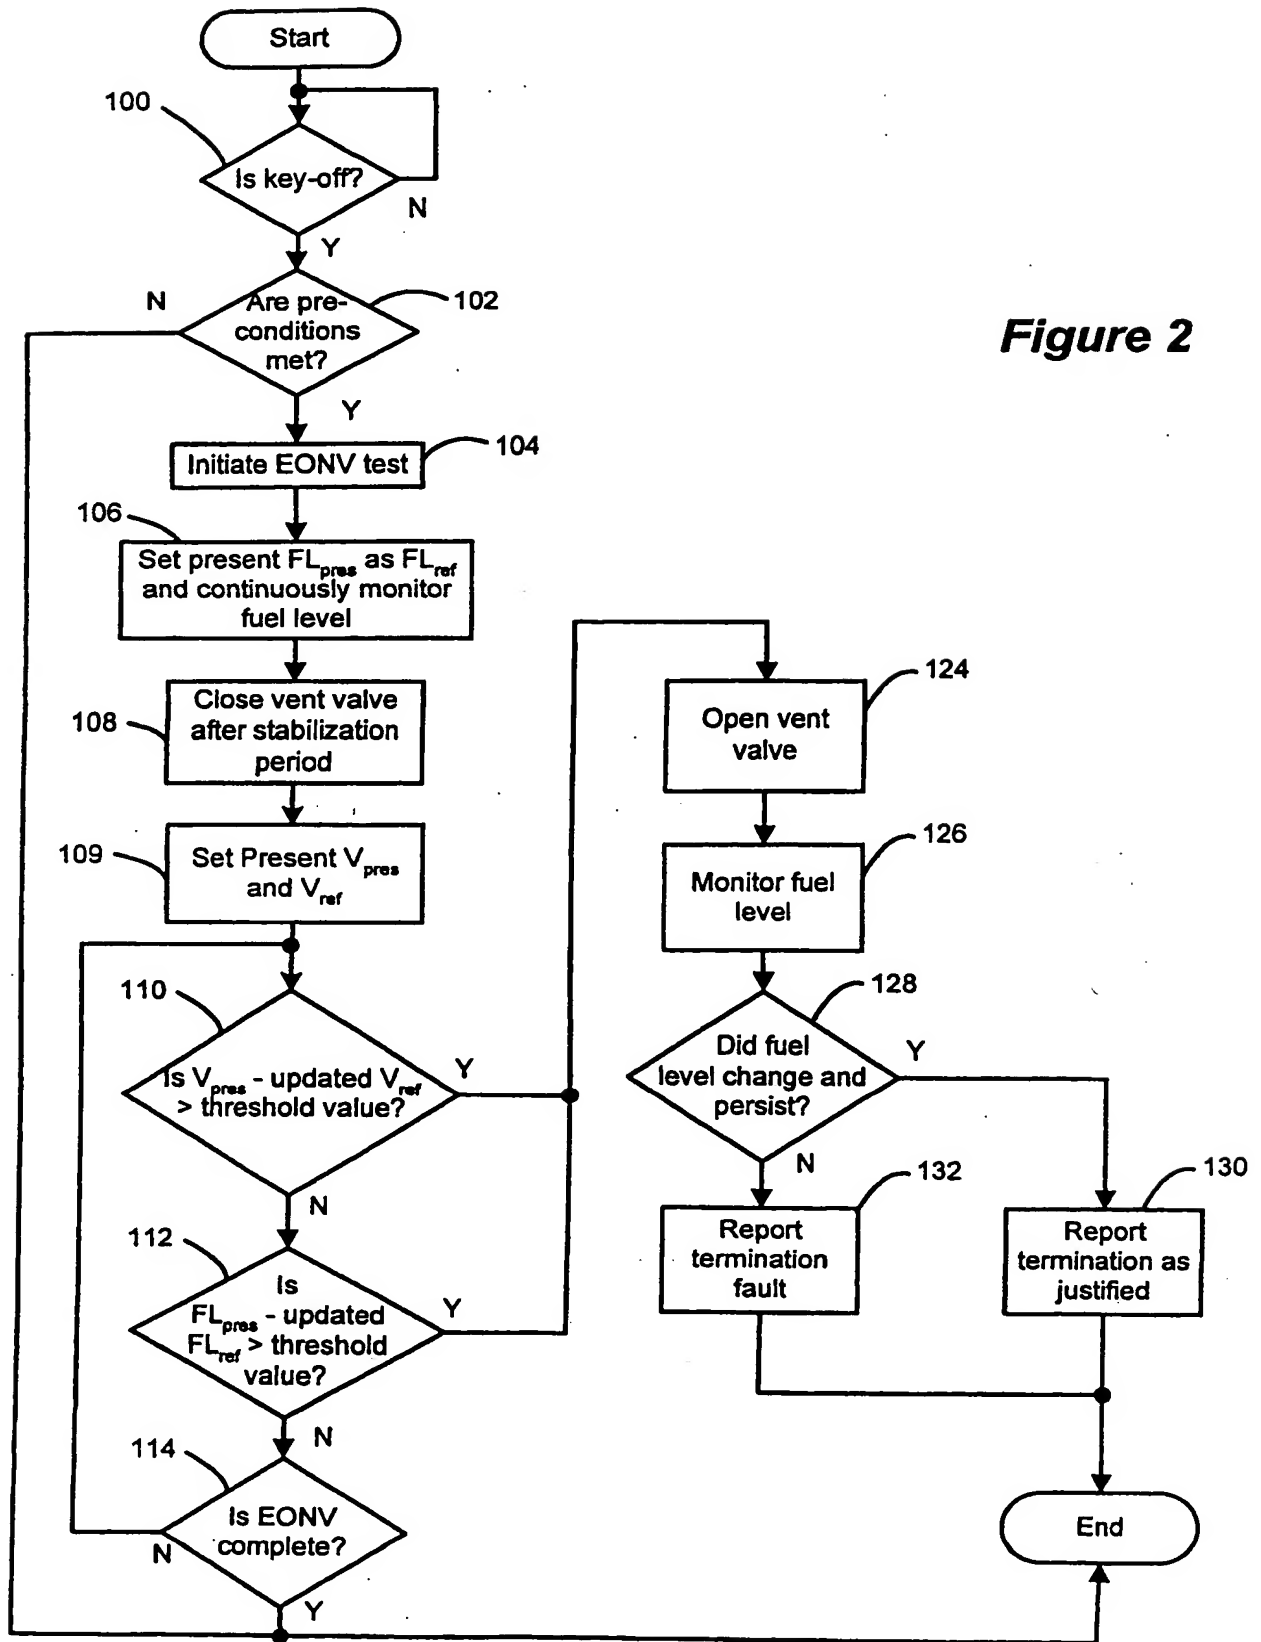 Start
100
Is key-off?
N
Y
N
102
Are pre-
conditions
met?
Figure 2
Y
104
Initiate EONV test
106
Set present FLpres as FLref
and continuously monitor
fuel level
108
Close vent valve
after stabilization
period
109
Set Present Vpres
and Vref
110
Is Vpres - updated Vref
> threshold value?
Y
N
112
Is
FLpres - updated
FLref > threshold
value?
Y
N
114
Is EONV
complete?
N
Y
124
Open vent
valve
126
Monitor fuel
level
128
Did fuel
level change and
persist?
Y
N
132
Report
termination
fault
130
Report
termination as
justified
End